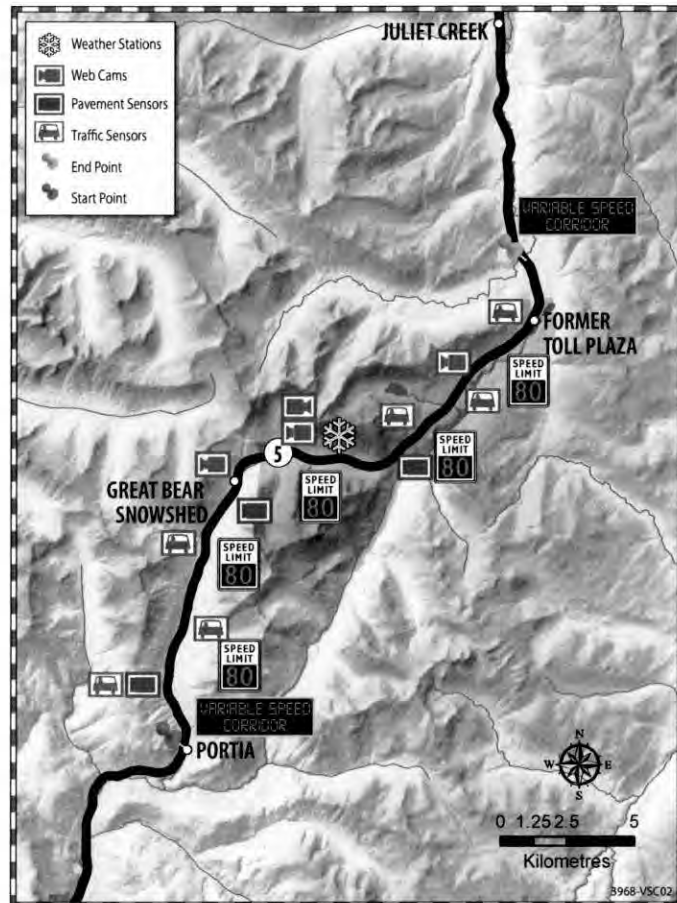 JULIET CREEK
Weather Stations
Web Cams
Pavement Sensors
Traffic Sensors
End Point
Start Point
VARIABLE SPEED
CORRIDOR
FORMER
TOLL PLAZA
SPEED
LIMIT
80
SPEED
LIMIT
80
5
GREAT BEAR
SNOWSHED
SPEED
LIMIT
80
SPEED
LIMIT
80
SPEED
LIMIT
80
VARIABLE SPEED
CORRIDOR
PORTIA
N
W E
S
0 1.25 2.5 5
Kilometres
3968-VSC02